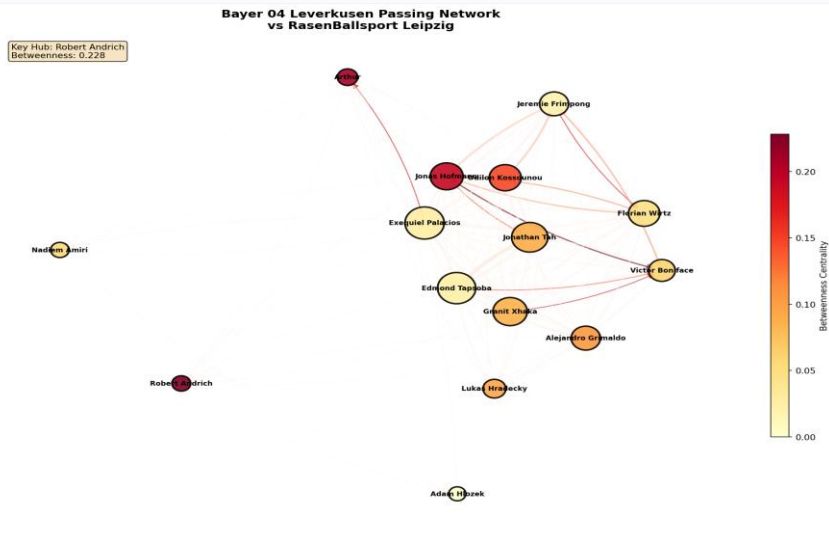 Bayer 04 Leverkusen Passing Network
vs RasenBallsport Leipzig
Key Hub: Robert Andrich
Betweenness: 0.228
Arthur
Jeremie Frimpong
Jonas Hofmann
Odilon Kossounou
Florian Wirtz
Exequiel Palacios
Jonathan Tah
Nadiem Amiri
Victor Boniface
Edmond Tapsoba
Granit Xhaka
Alejandro Grimaldo
Robert Andrich
Lukas Hradecky
Adam Hlozek
0.20
0.15
0.10
0.05
0.00
Betweenness Centrality